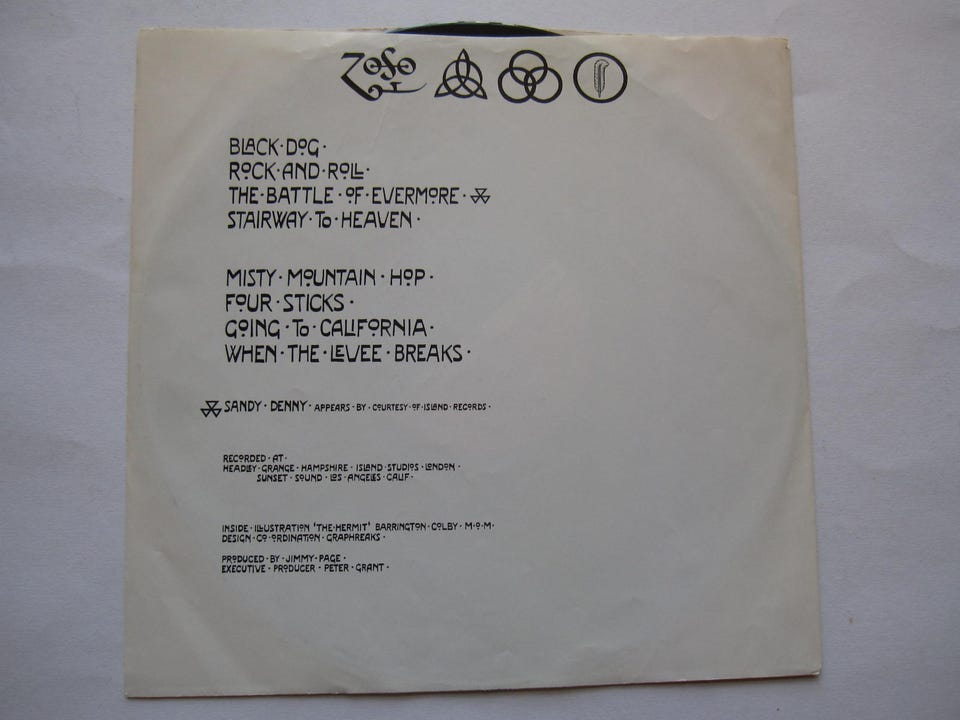 ZOSO
BLACK·DOG·
ROCK·AND·ROLL·
THE·BATTLE·OF·EVERMORE·
STAIRWAY·TO·HEAVEN·
MISTY·MOUNTAIN·HOP·
FOUR·STICKS·
GOING·TO·CALIFORNIA·
WHEN·THE·LEVEE·BREAKS·
SANDY·DENNY·APPEARS·BY·COURTESY·OF·ISLAND·RECORDS·
RECORDED·AT·
HEADLEY·GRANGE·HAMPSHIRE·ISLAND·STUDIOS·LONDON·
SUNSET·SOUND·LOS·ANGELES·CALIF·
INSIDE·ILLUSTRATION 'THE·HERMIT' BARRINGTON·COLBY·M·O·M·
DESIGN·CO·ORDINATION·GRAPHREAKS·
PRODUCED·BY·JIMMY·PAGE·
EXECUTIVE·PRODUCER·PETER·GRANT·